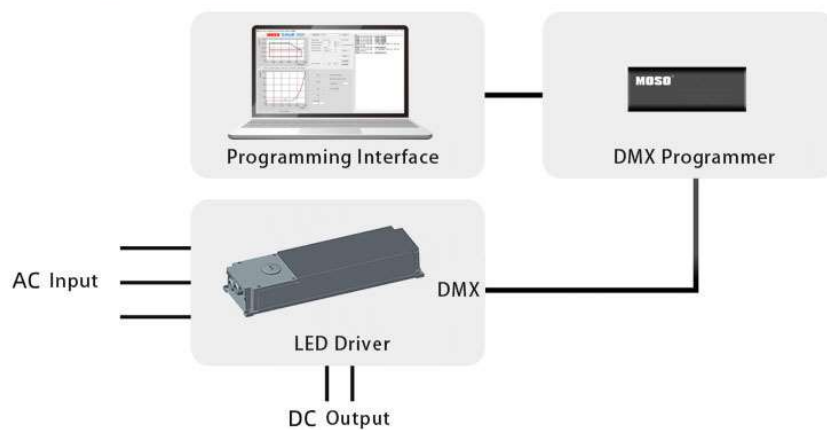 MOSO
Programming Interface
DMX Programmer
AC Input
DMX
LED Driver
DC Output